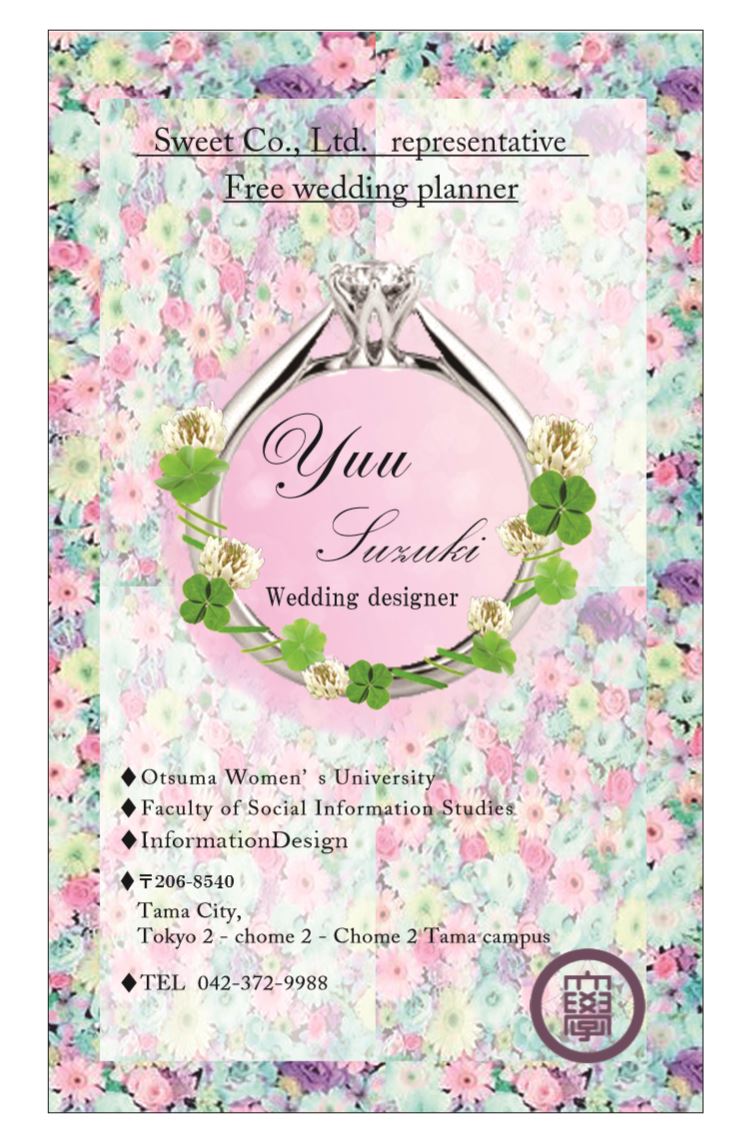 Sweet Co., Ltd. representative
Free wedding planner
Yuu
Suzuki
Wedding designer
♦Otsuma Women’ s University
♦Faculty of Social Information Studies
♦InformationDesign
♦〒206-8540
Tama City,
Tokyo 2 - chome 2 - Chome 2 Tama campus
♦TEL 042-372-9988